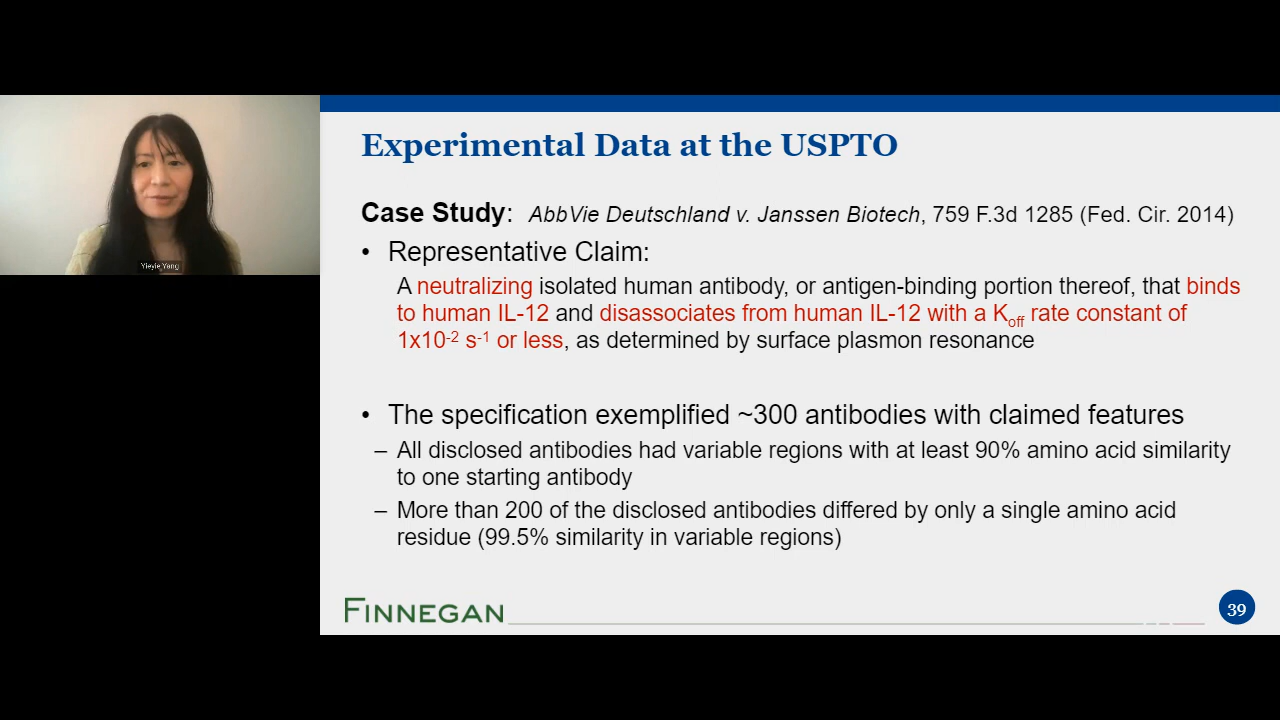 Experimental Data at the USPTO
Case Study: AbbVie Deutschland v. Janssen Biotech, 759 F.3d 1285 (Fed. Cir. 2014)
• Representative Claim:
A neutralizing isolated human antibody, or antigen-binding portion thereof, that binds
to human IL-12 and disassociates from human IL-12 with a Koff rate constant of
1x10-2 s-1 or less, as determined by surface plasmon resonance
• The specification exemplified ~300 antibodies with claimed features
– All disclosed antibodies had variable regions with at least 90% amino acid similarity
to one starting antibody
– More than 200 of the disclosed antibodies differed by only a single amino acid
residue (99.5% similarity in variable regions)
FINNEGAN
39
Yieyie Yang